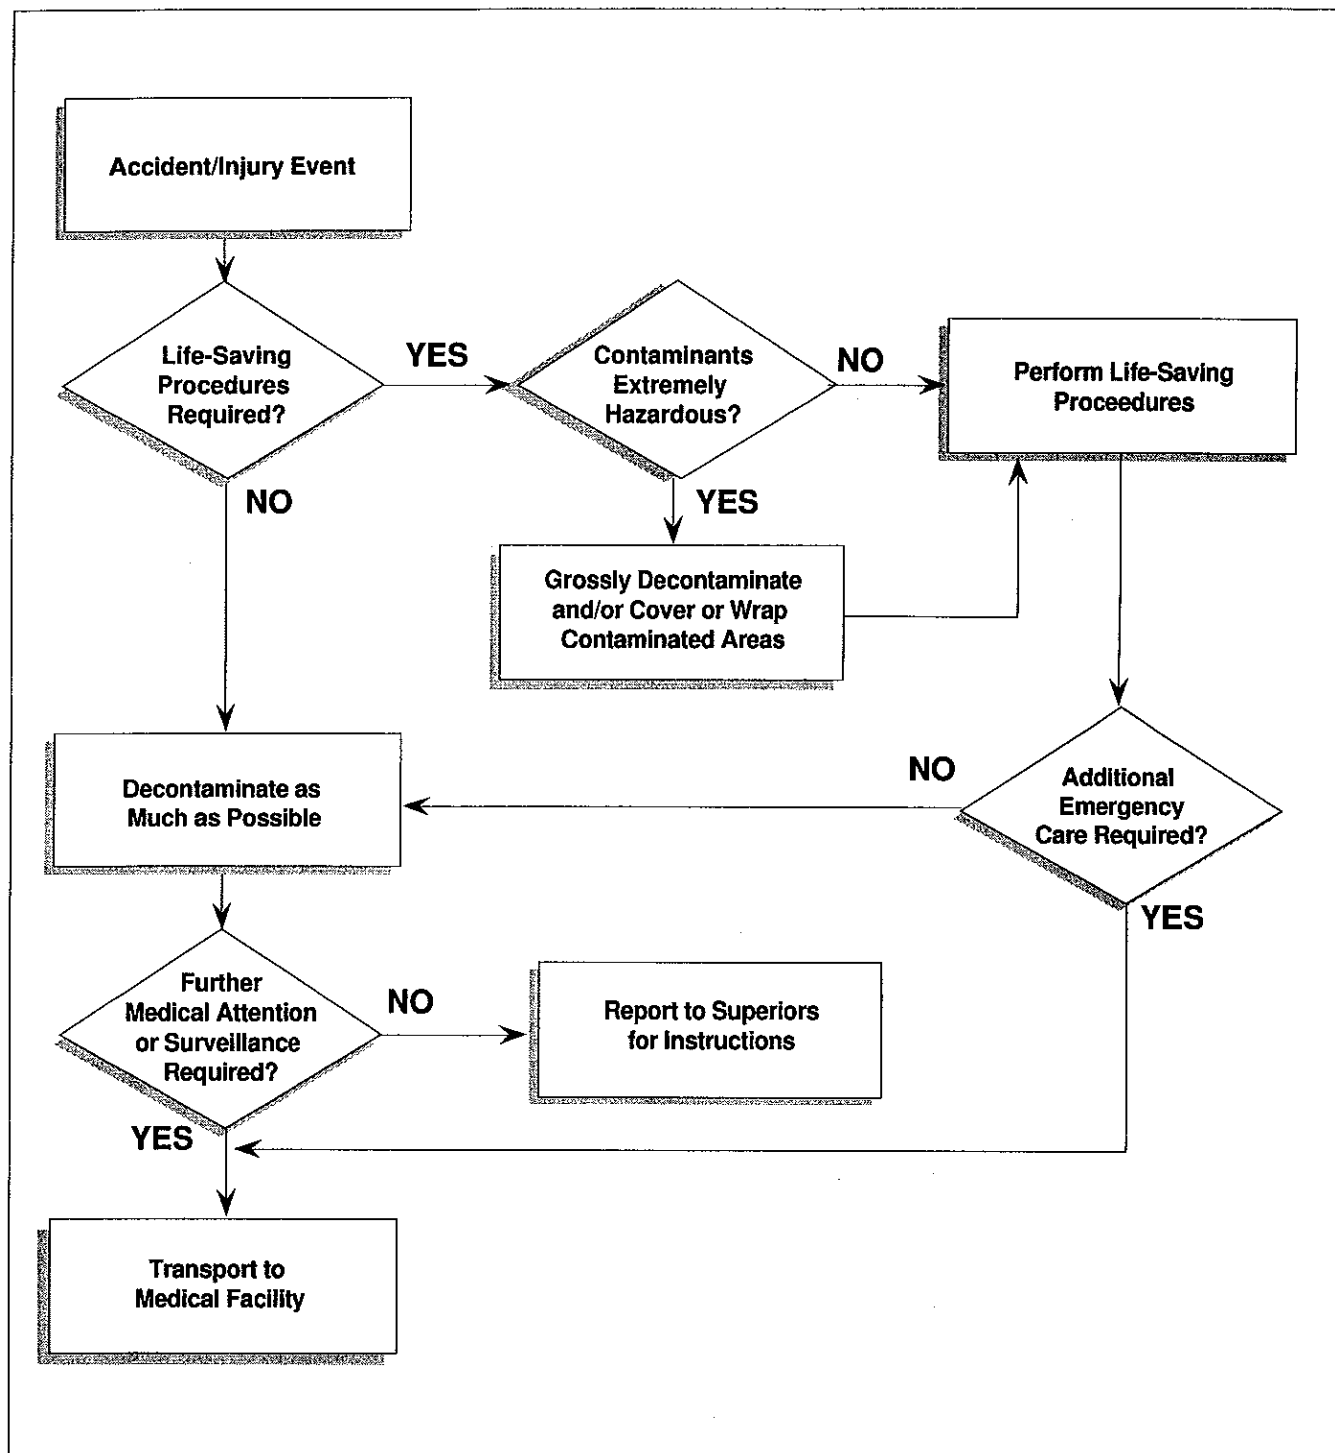 Accident/Injury Event
Life-Saving
Procedures
Required?
YES
Contaminants
Extremely
Hazardous?
NO
Perform Life-Saving
Proceedures
NO
YES
Grossly Decontaminate
and/or Cover or Wrap
Contaminated Areas
Decontaminate as
Much as Possible
NO
Additional
Emergency
Care Required?
YES
Further
Medical Attention
or Surveillance
Required?
NO
Report to Superiors
for Instructions
YES
Transport to
Medical Facility